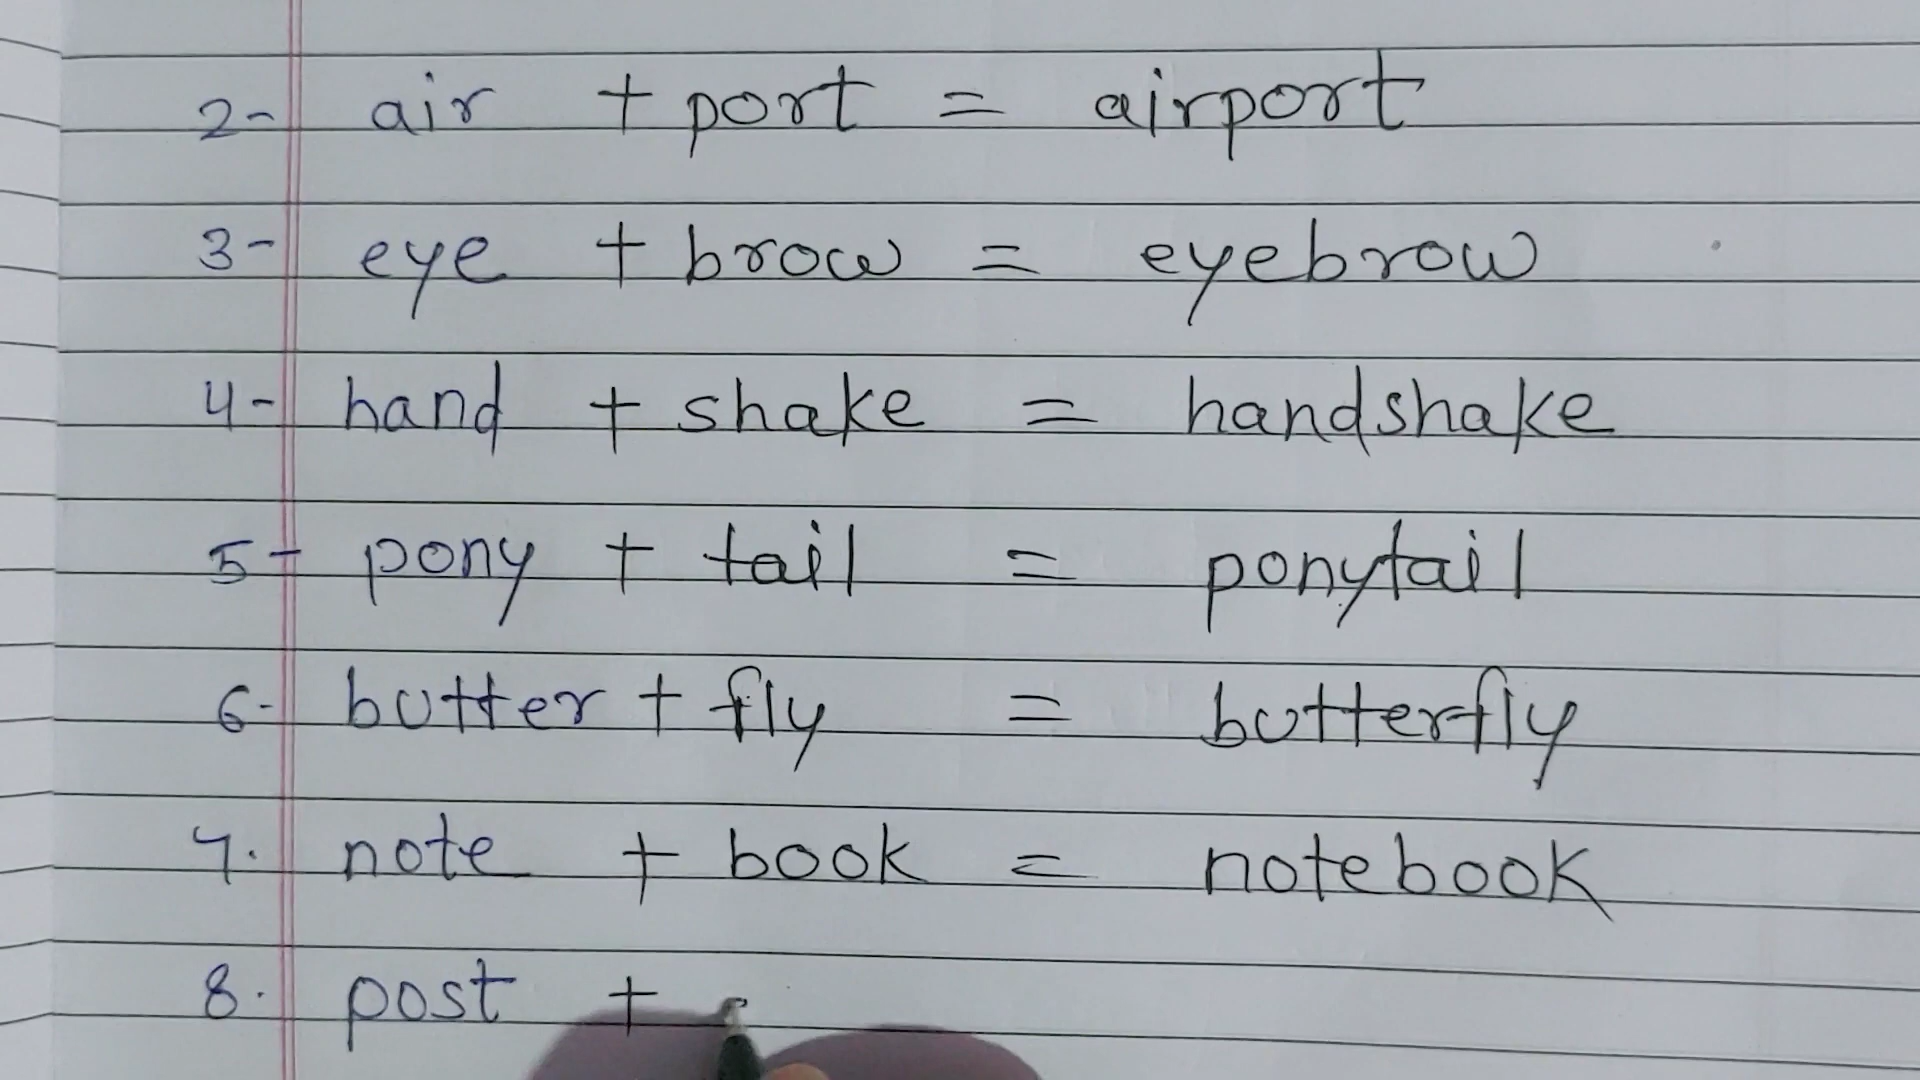 2- air + port = airport
3- eye + brow = eyebrow
4- hand + shake = handshake
5- pony + tail = ponytail
6- butter + fly = butterfly
7. note + book = notebook
8. post +